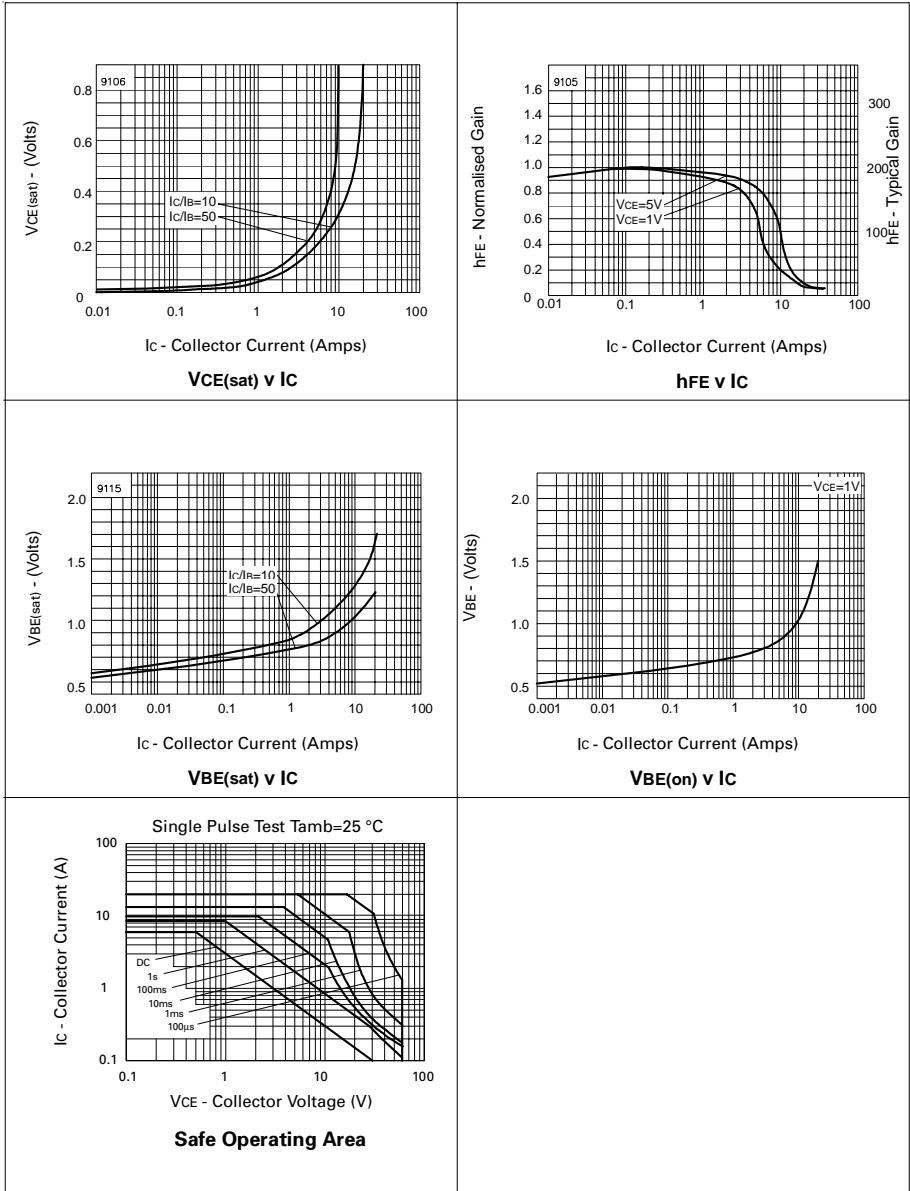 9106
VCE(sat) - (Volts)
0.8
0.6
0.4
0.2
0
IC/IB=10
IC/IB=50
0.01 0.1 1 10 100
IC - Collector Current (Amps)
VCE(sat) v IC
9105
hFE - Normalised Gain
1.6
1.4
1.2
1.0
0.8
0.6
0.4
0.2
0
300
200
100
hFE - Typical Gain
VCE=5V
VCE=1V
0.01 0.1 1 10 100
IC - Collector Current (Amps)
hFE v IC
9115
VBE(sat) - (Volts)
2.0
1.5
1.0
0.5
IC/IB=10
IC/IB=50
0.001 0.01 0.1 1 10 100
IC - Collector Current (Amps)
VBE(sat) v IC
VCE=1V
VBE - (Volts)
2.0
1.5
1.0
0.5
0.001 0.01 0.1 1 10 100
IC - Collector Current (Amps)
VBE(on) v IC
Single Pulse Test Tamb=25 °C
IC - Collector Current (A)
100
10
1
0.1
DC
1s
100ms
10ms
1ms
100µs
0.1 1 10 100
VCE - Collector Voltage (V)
Safe Operating Area